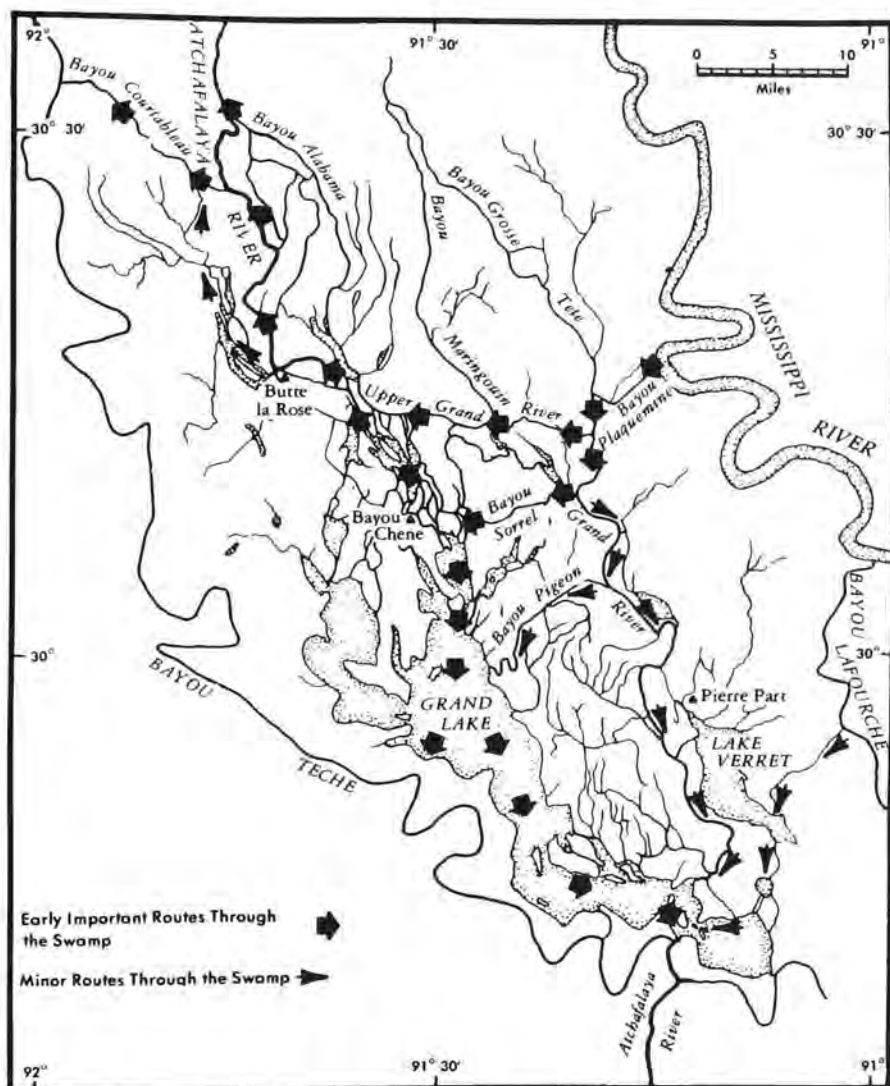 92°
91° 30'
91°
0 5 10
Miles
ATCHAFALAYA
RIVER
Bayou
Courtableau
Bayou
Alabama
30° 30'
30° 30'
Bayou Grosse
Tete
Bayou
Maringouin
MISSISSIPPI
RIVER
Butte
la Rose
Upper Grand River
Bayou
Plaquemine
Bayou
Chene
Bayou
Sorrel
Grand
River
Bayou Pigeon
30°
30°
BAYOU
LAFOURCHE
BAYOU
TECHE
GRAND
LAKE
Pierre Part
LAKE
VERRET
Early Important Routes Through
the Swamp
Minor Routes Through the Swamp
Atchafalaya
River
92°
91° 30'
91°